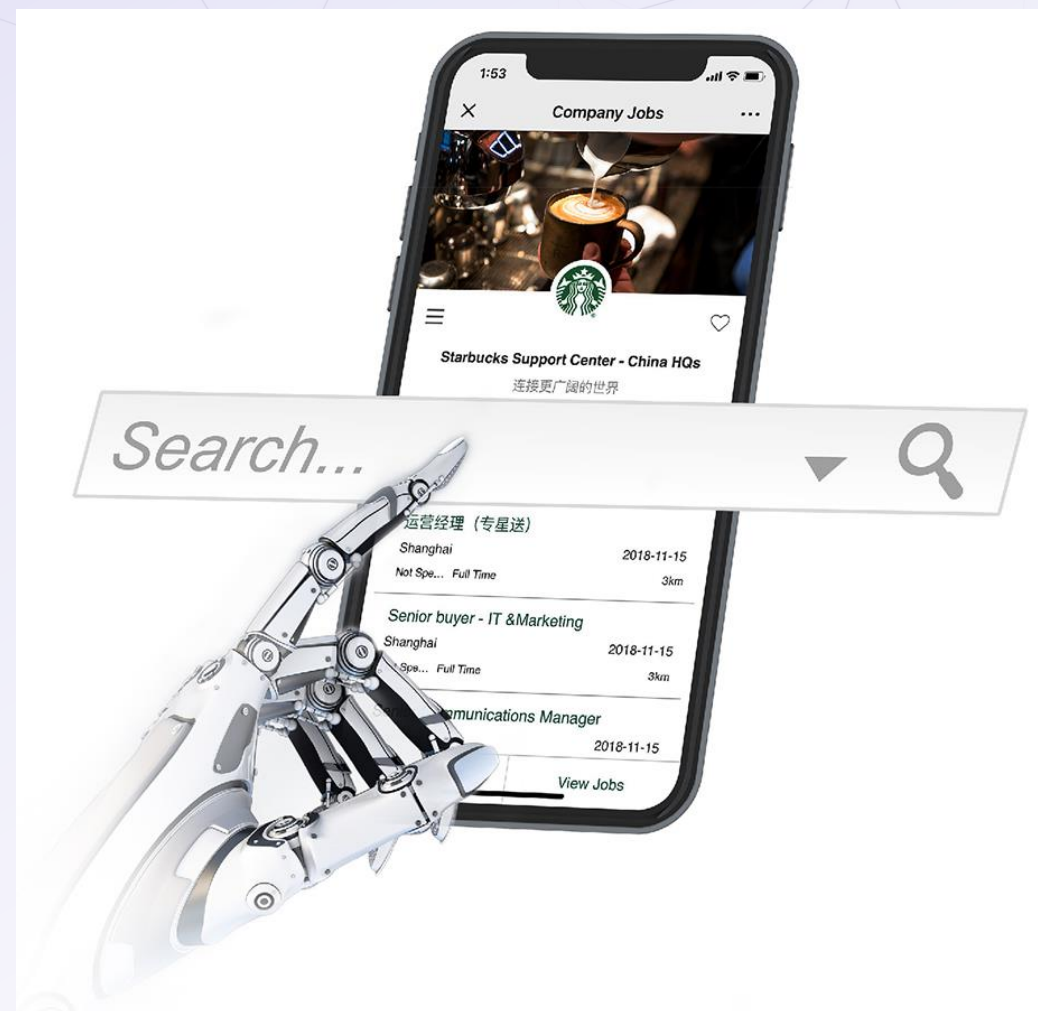 1:53
Company Jobs
Starbucks Support Center - China HQs
连接更广阔的世界
Search...
运营经理（专星送）
Shanghai 2018-11-15
Not Spe... Full Time 3km
Senior buyer - IT &Marketing
Shanghai 2018-11-15
Spe... Full Time 3km
Manager
2018-11-15
View Jobs